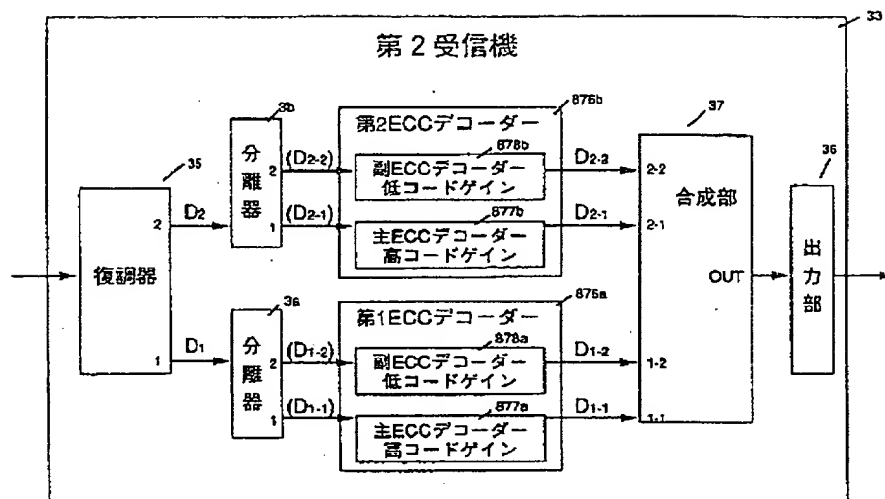 33
第2受信機
876b
3b
第2ECCデコーダー
37
(D2-2)
878b
D2-2
36
35
分離器
2
副ECCデコーダー
低コードゲイン
2-2
合成部
D2
2
(D2-1)
1
877b
D2-1
主ECCデコーダー
高コードゲイン
2-1
出力部
復調器
OUT
3a
876a
第1ECCデコーダー
D1
1
(D1-2)
878a
D1-2
分離器
2
副ECCデコーダー
低コードゲイン
1-2
(D1-1)
1
877a
D1-1
主ECCデコーダー
高コードゲイン
1-1